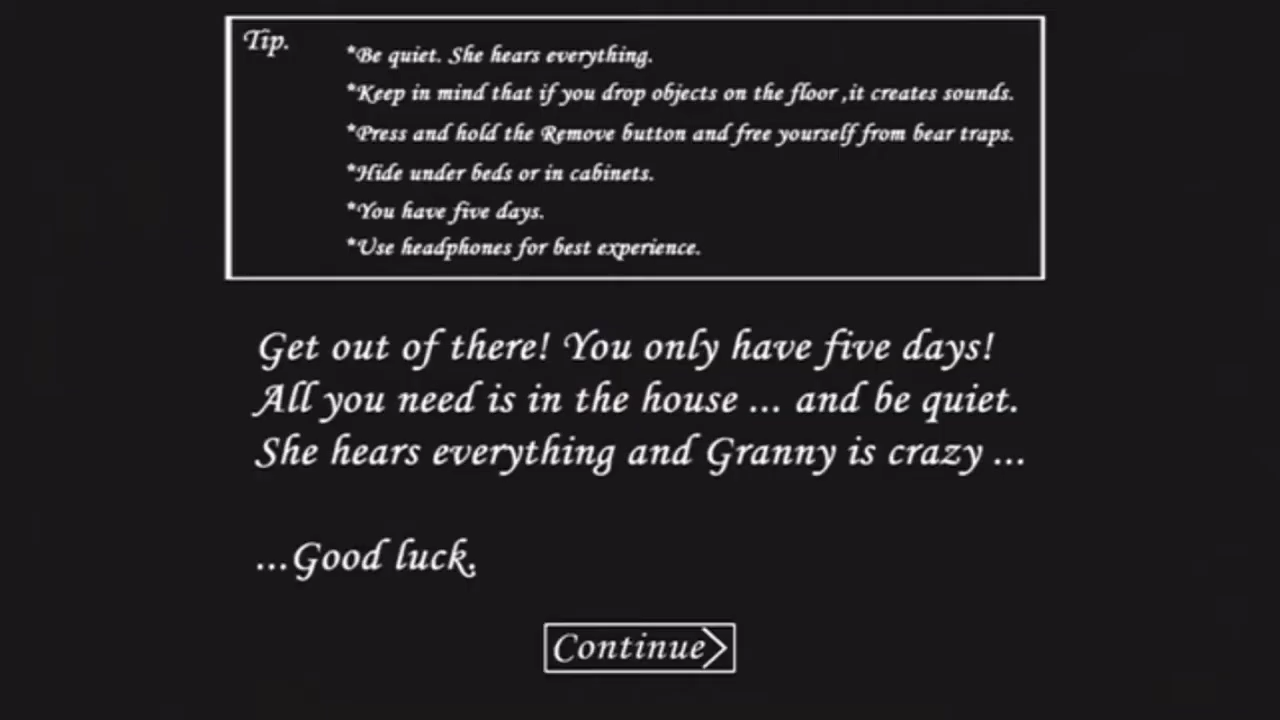 Tip.
*Be quiet. She hears everything.
*Keep in mind that if you drop objects on the floor ,it creates sounds.
*Press and hold the Remove button and free yourself from bear traps.
*Hide under beds or in cabinets.
*You have five days.
*Use headphones for best experience.
Get out of there! You only have five days!
All you need is in the house ... and be quiet.
She hears everything and Granny is crazy ...
...Good luck.
Continue